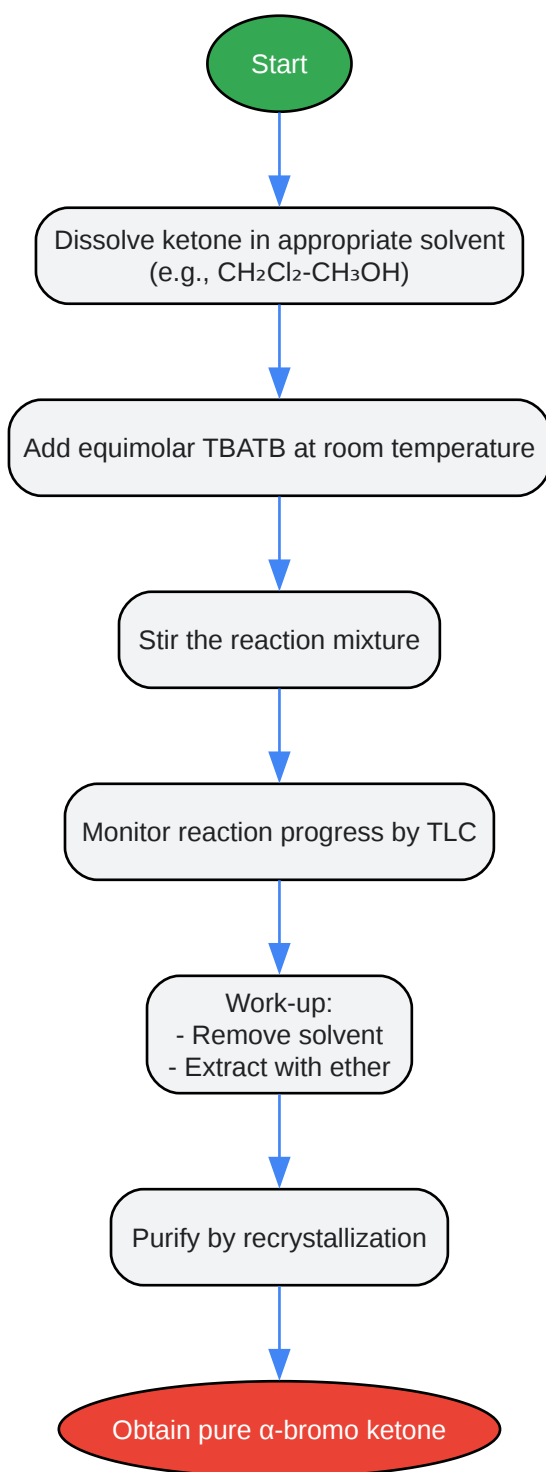 Start
Dissolve ketone in appropriate solvent
(e.g., CH₂Cl₂-CH₃OH)
Add equimolar TBATB at room temperature
Stir the reaction mixture
Monitor reaction progress by TLC
Work-up:
- Remove solvent
- Extract with ether
Purify by recrystallization
Obtain pure α-bromo ketone